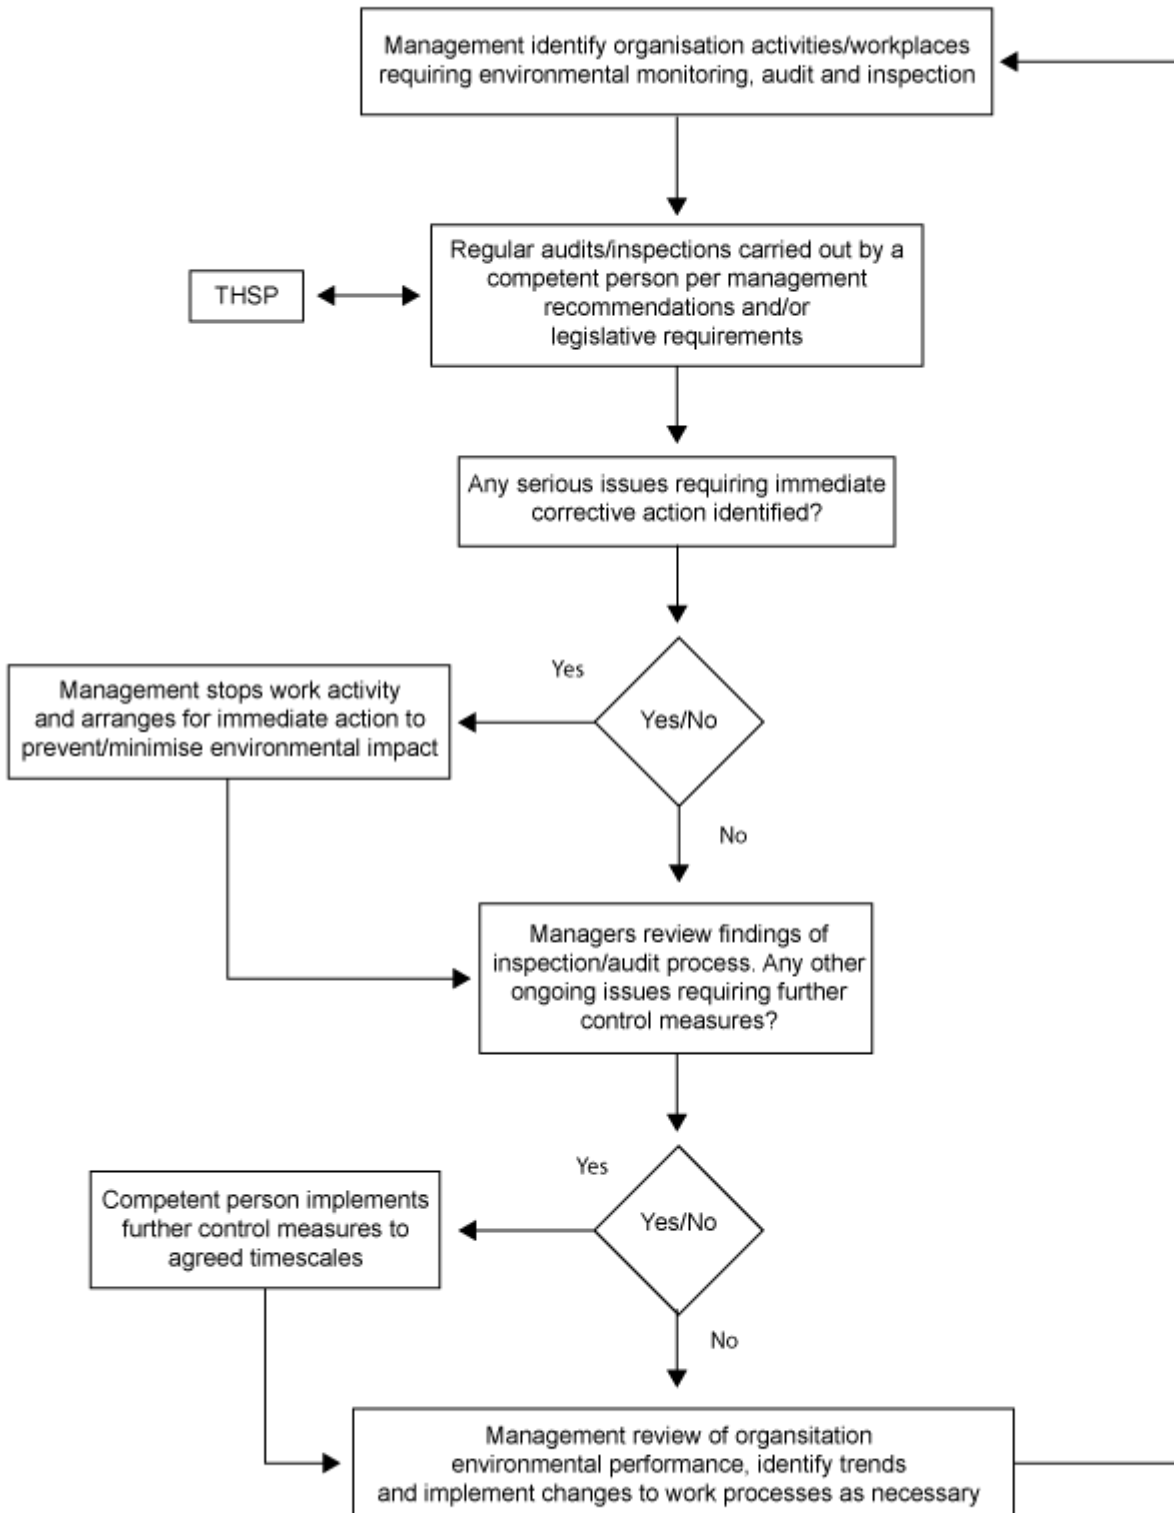 Management identify organisation activities/workplaces
requiring environmental monitoring, audit and inspection
Regular audits/inspections carried out by a
competent person per management
recommendations and/or
legislative requirements
THSP
Any serious issues requiring immediate
corrective action identified?
Yes
Management stops work activity
and arranges for immediate action to
prevent/minimise environmental impact
Yes/No
No
Managers review findings of
inspection/audit process. Any other
ongoing issues requiring further
control measures?
Yes
Competent person implements
further control measures to
agreed timescales
Yes/No
No
Management review of organsitation
environmental performance, identify trends
and implement changes to work processes as necessary